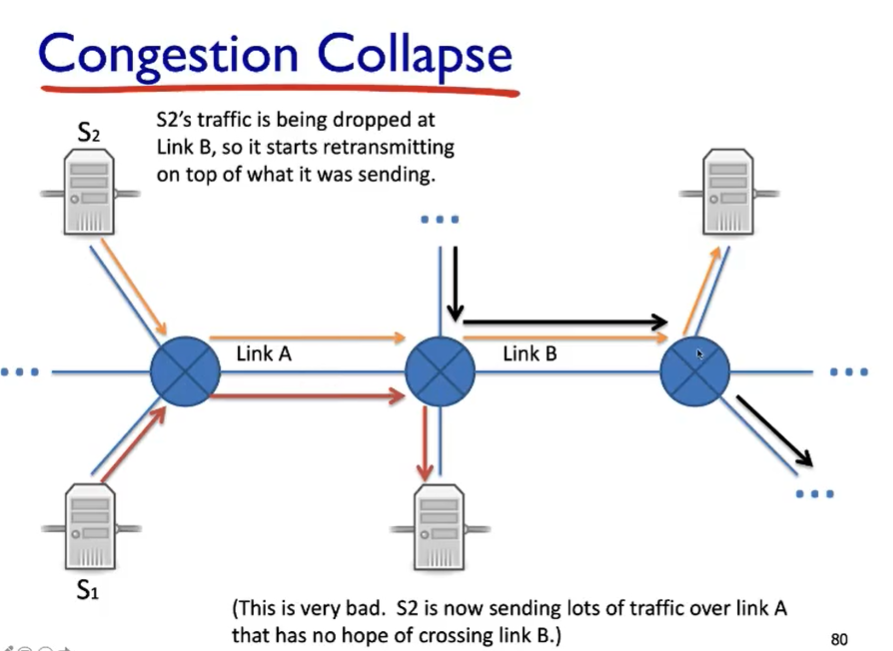 Congestion Collapse
S2's traffic is being dropped at
Link B, so it starts retransmitting
on top of what it was sending.
S2
...
... Link A Link B ...
...
S1
(This is very bad. S2 is now sending lots of traffic over link A
that has no hope of crossing link B.)
80